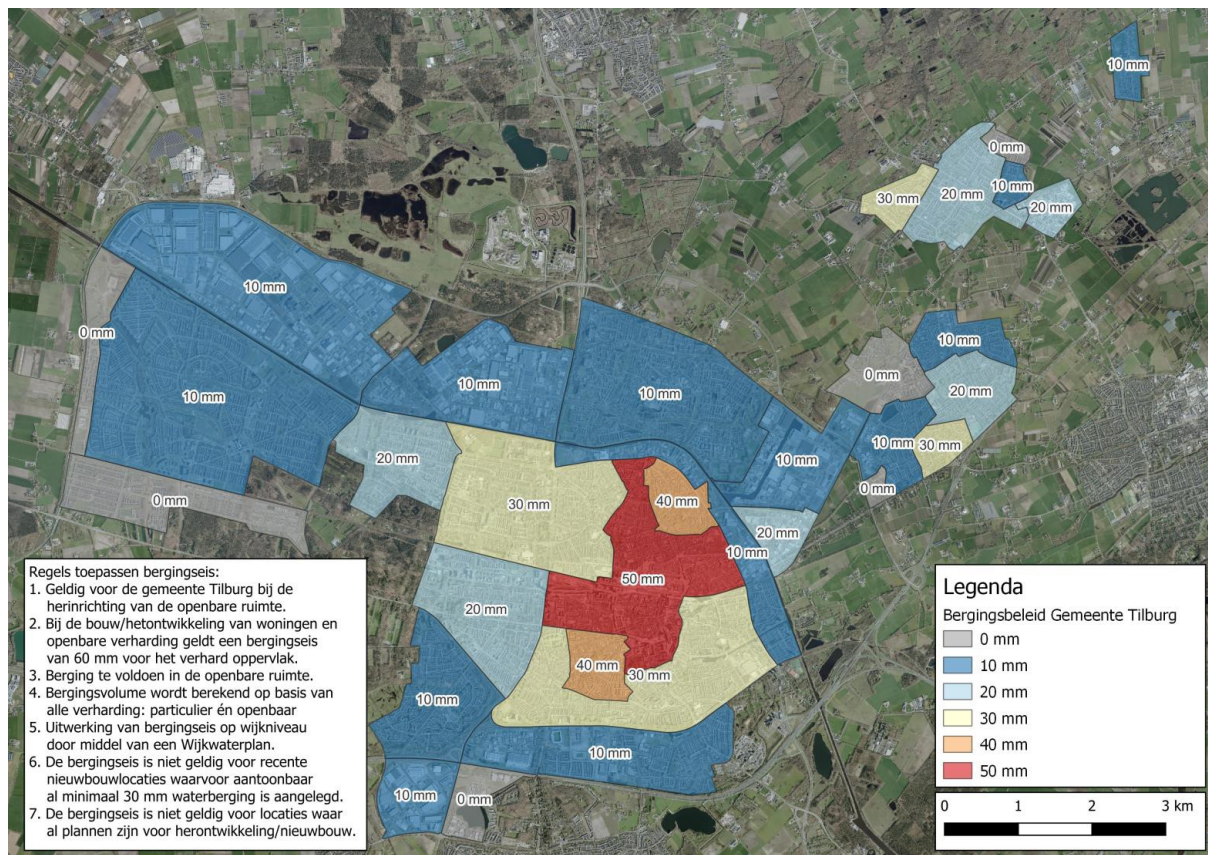 10 mm
0 mm
10 mm
20 mm
30 mm
20 mm
10 mm
0 mm
10 mm
0 mm
20 mm
10 mm
10 mm
10 mm
10 mm
30 mm
20 mm
10 mm
0 mm
0 mm
30 mm
40 mm
10 mm
20 mm
50 mm
20 mm
40 mm
30 mm
10 mm
10 mm
10 mm
0 mm
Regels toepassen bergingseis:
1. Geldig voor de gemeente Tilburg bij de
herinrichting van de openbare ruimte.
2. Bij de bouw/hetontwikkeling van woningen en
openbare verharding geldt een bergingseis
van 60 mm voor het verhard oppervlak.
3. Berging te voldoen in de openbare ruimte.
4. Bergingsvolume wordt berekend op basis van
alle verharding: particulier én openbaar
5. Uitwerking van bergingseis op wijkniveau
door middel van een Wijkwaterplan.
6. De bergingseis is niet geldig voor recente
nieuwbouwlocaties waarvoor aantoonbaar
al minimaal 30 mm waterberging is aangelegd.
7. De bergingseis is niet geldig voor locaties waar
al plannen zijn voor herontwikkeling/nieuwbouw.
Legenda
Bergingsbeleid Gemeente Tilburg
0 mm
10 mm
20 mm
30 mm
40 mm
50 mm
0 1 2 3 km